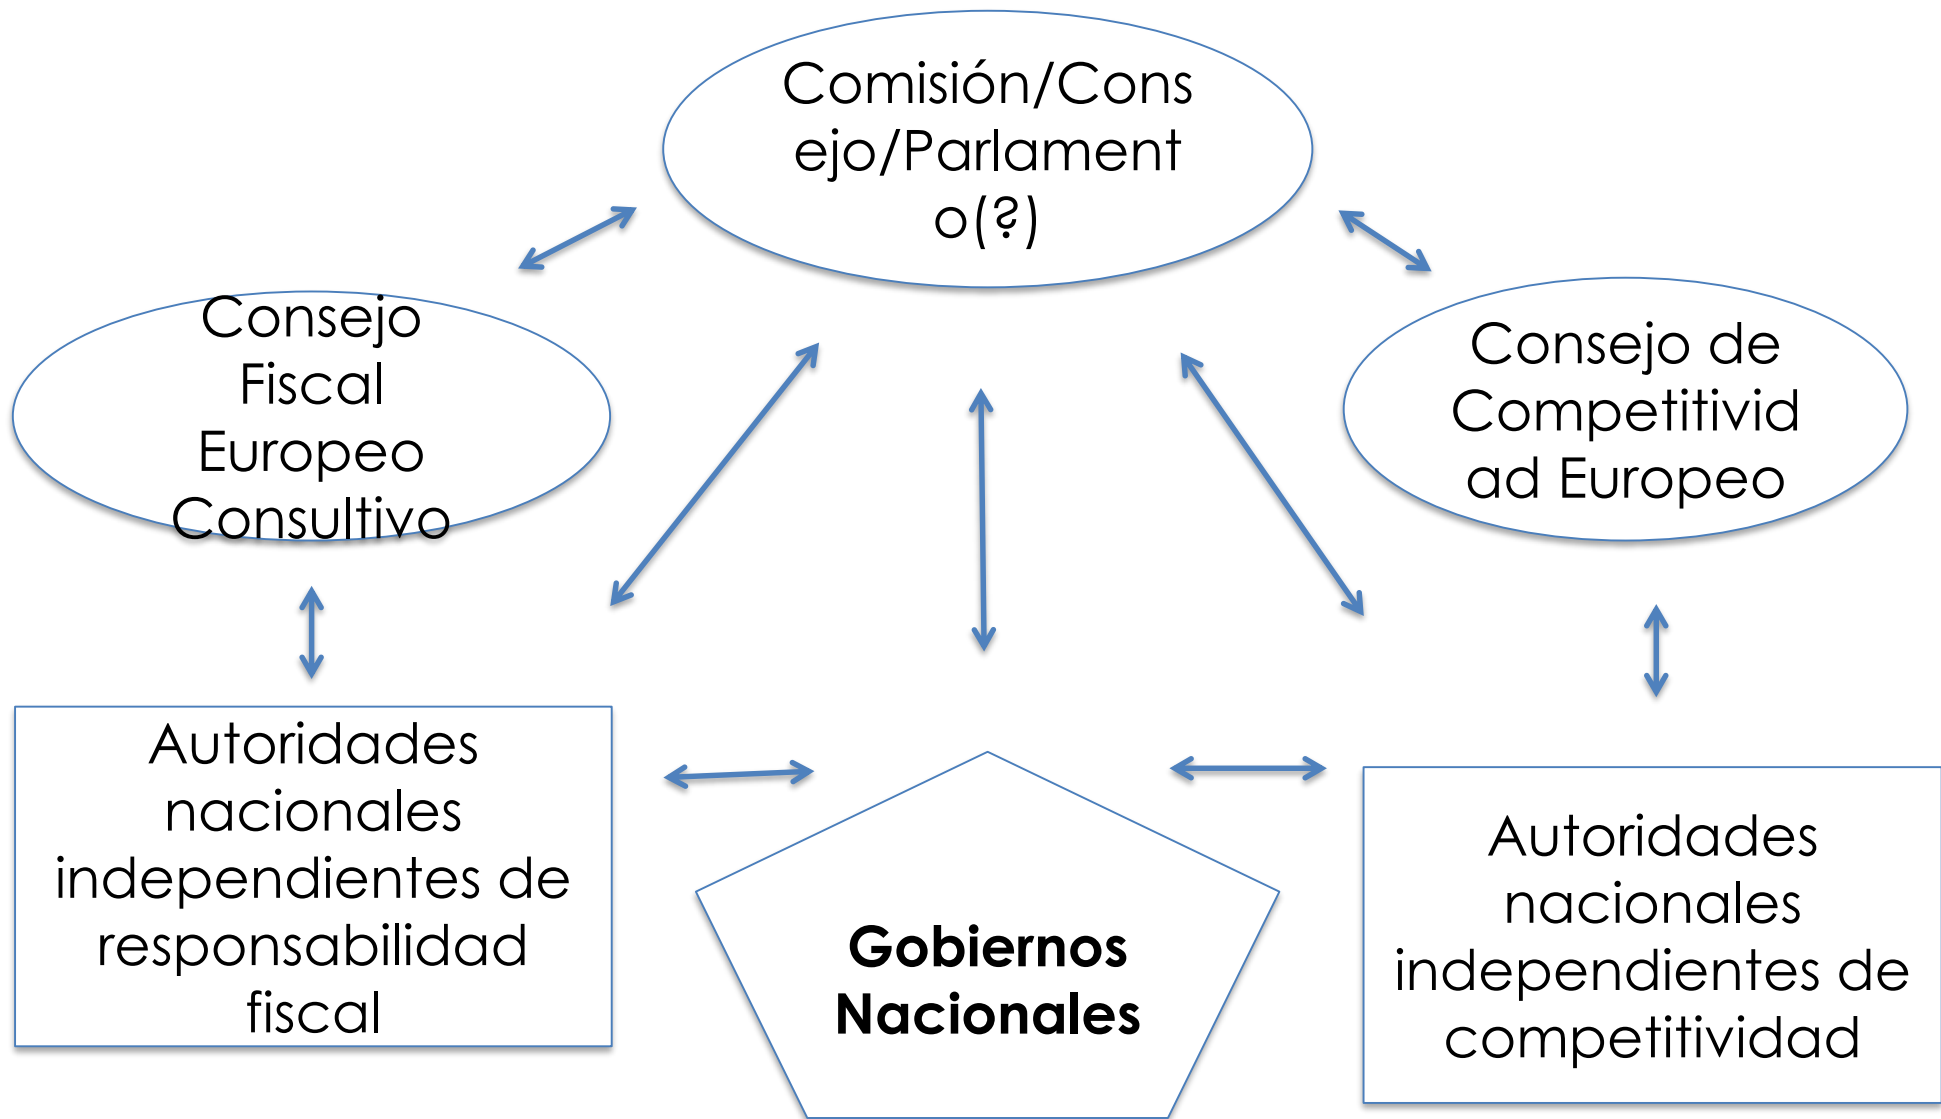 Comisión/Cons
ejo/Parlament
o(?)
Consejo
Fiscal
Europeo
Consultivo
Consejo de
Competitivid
ad Europeo
Autoridades
nacionales
independientes de
responsabilidad
fiscal
Gobiernos
Nacionales
Autoridades
nacionales
independientes de
competitividad